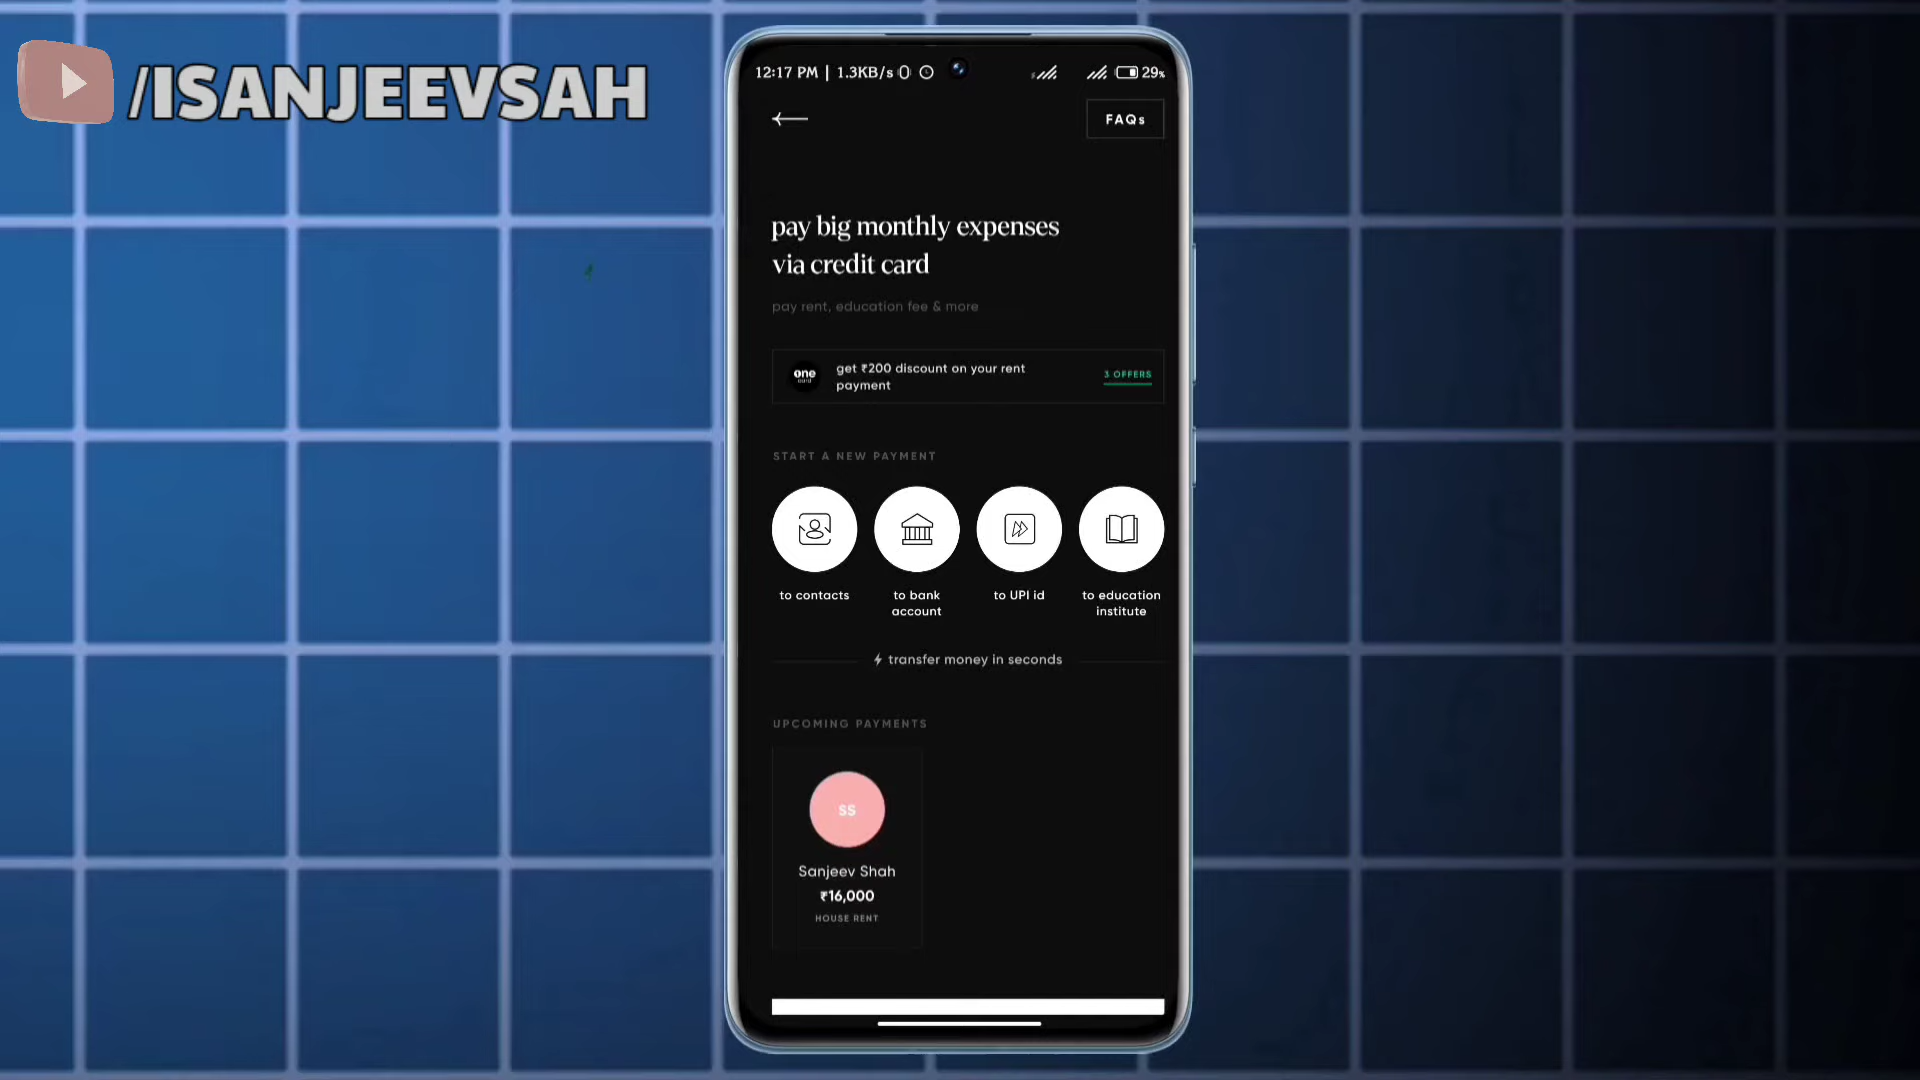 /ISANJEEVSAH
12:17 PM | 1.3KB/s
29%
FAQs
pay big monthly expenses
via credit card
pay rent, education fee & more
one
card
get ₹200 discount on your rent
payment
3 OFFERS
START A NEW PAYMENT
to contacts
to bank
account
to UPI id
to education
institute
transfer money in seconds
UPCOMING PAYMENTS
SS
Sanjeev Shah
₹16,000
HOUSE RENT